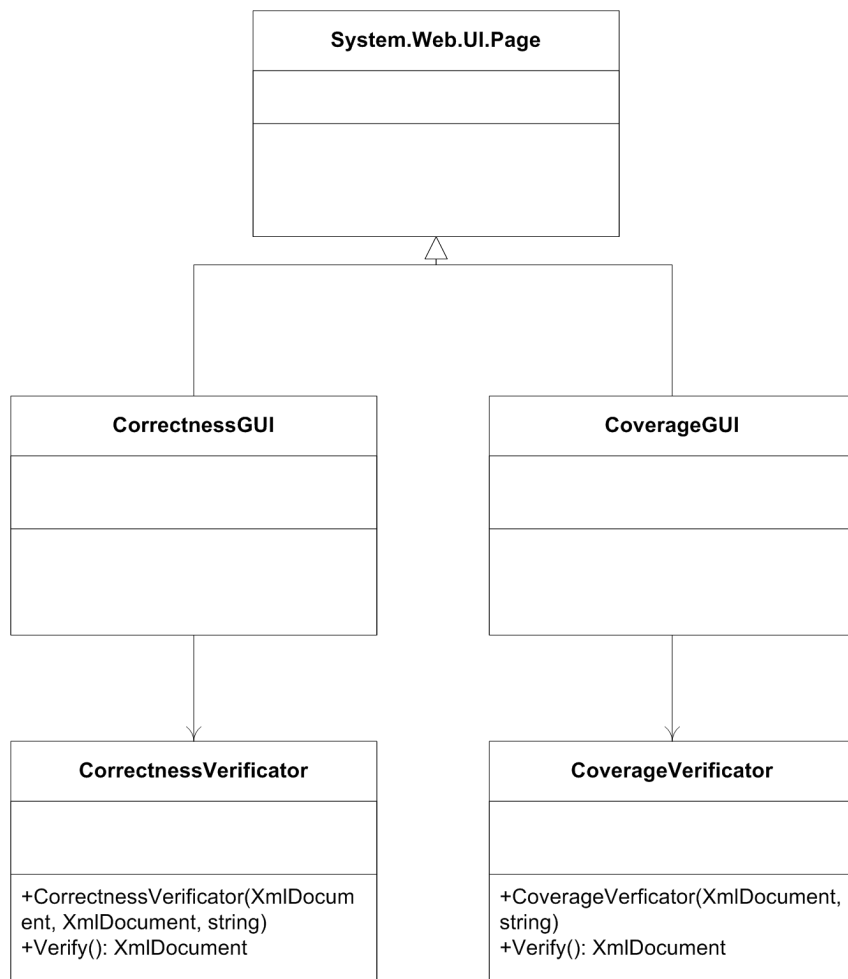 System.Web.UI.Page
CorrectnessGUI
CoverageGUI
CorrectnessVerificator
CoverageVerificator
+CorrectnessVerificator(XmlDocum
ent, XmlDocument, string)
+Verify(): XmlDocument
+CoverageVerficator(XmlDocument,
string)
+Verify(): XmlDocument